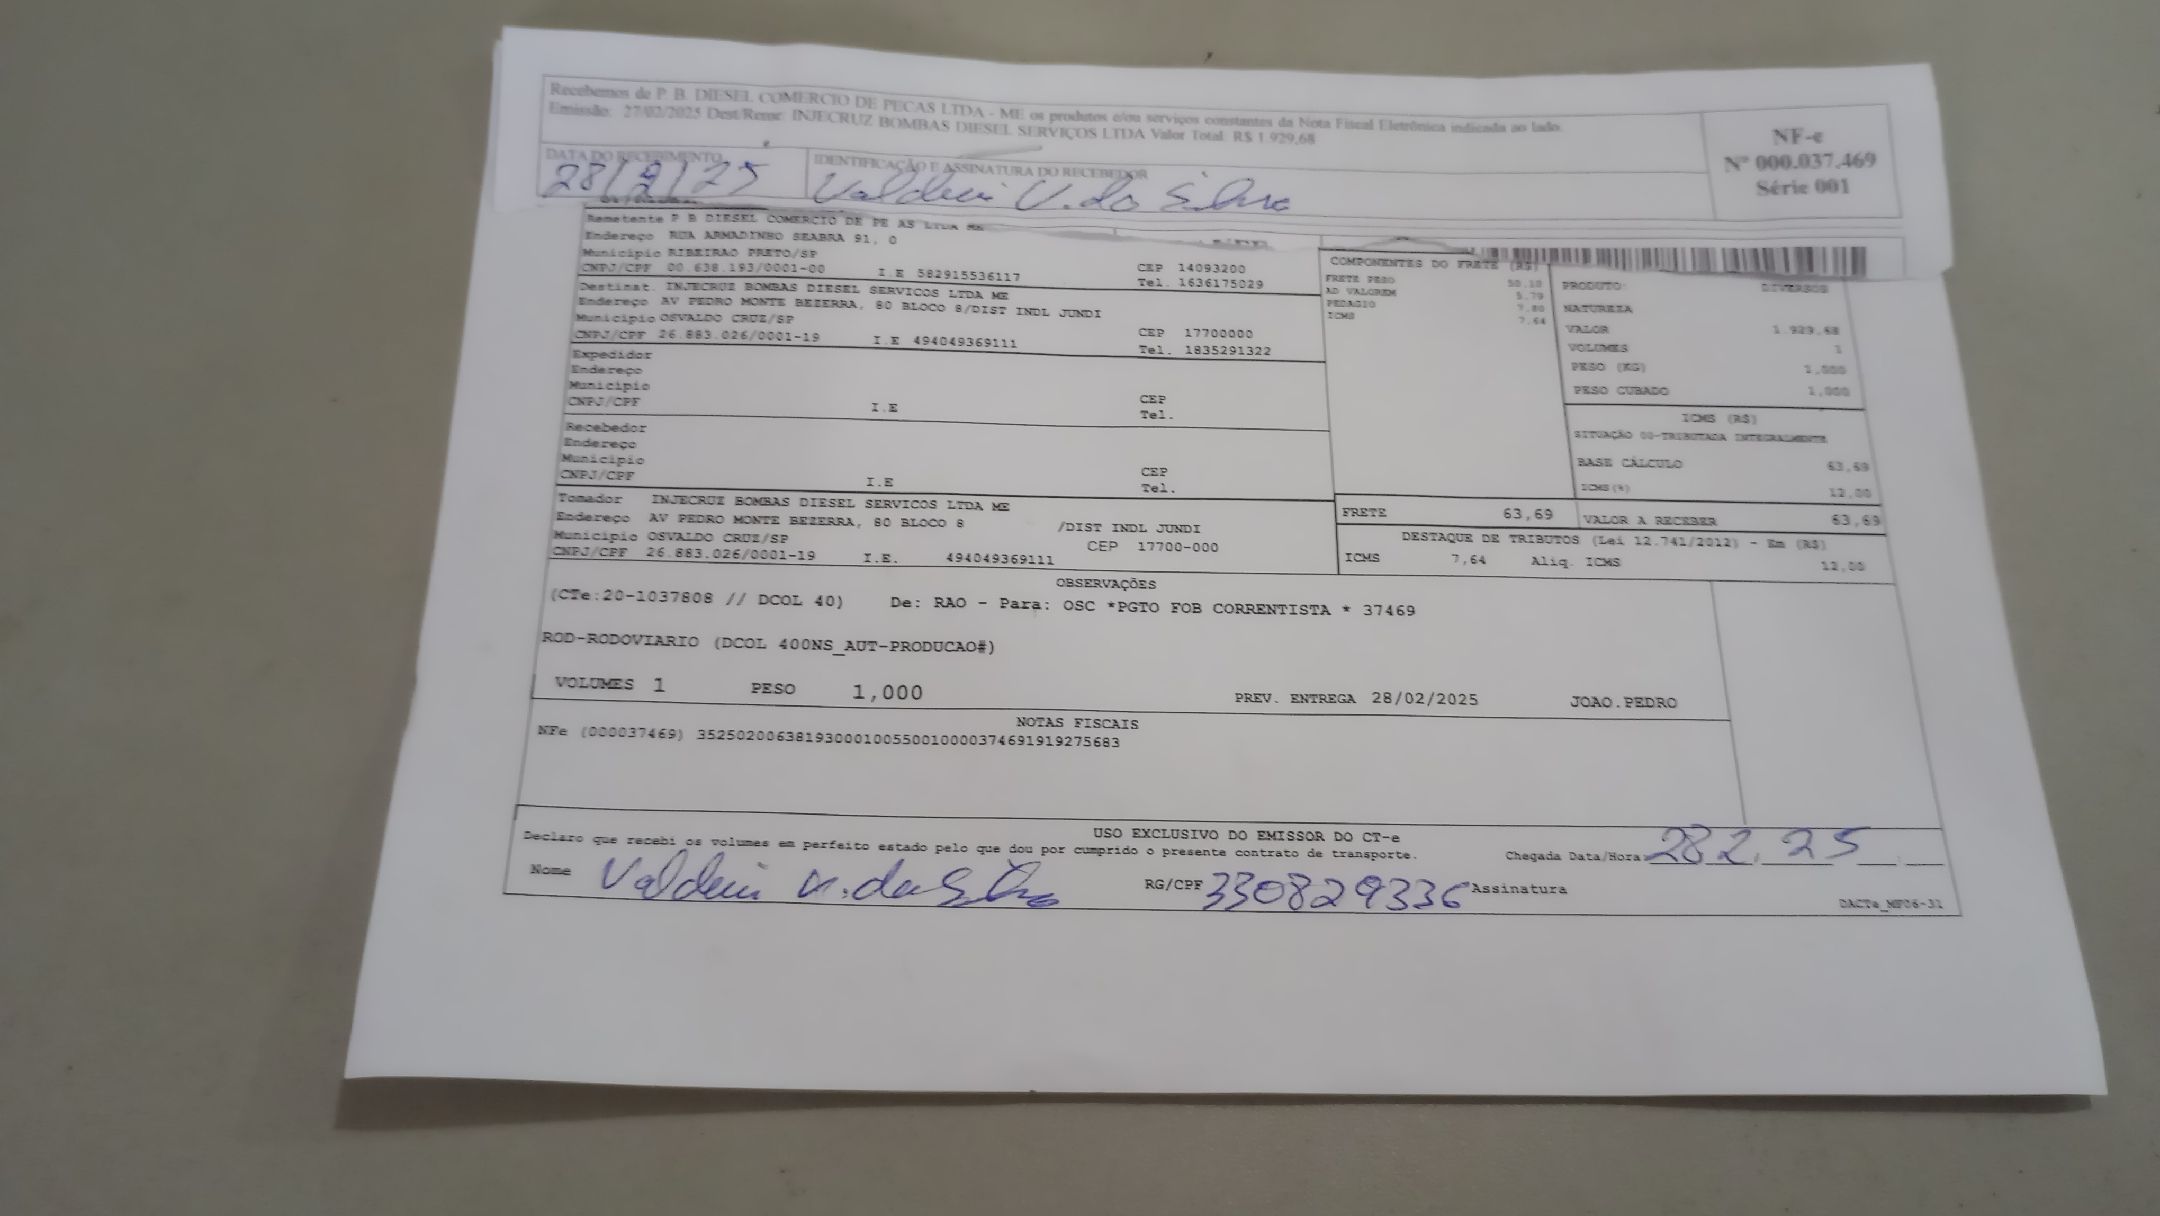 Recebemos de P. B. DIESEL COMERCIO DE PECAS LTDA - ME os produtos e/ou serviços constantes da Nota Fiscal Eletrônica indicada ao lado.
Emissão: 27/02/2025 Dest/Reme: INJECRUZ BOMBAS DIESEL SERVIÇOS LTDA Valor Total: R$ 1.929,68
NF-e
Nº 000.037.469
Série 001
DATA DO RECEBIMENTO
28/2/25
IDENTIFICAÇÃO E ASSINATURA DO RECEBEDOR
V. da Silva
Remetente P B DIESEL COMERCIO DE PE AS LTDA ME
Endereço RUA ARMADINHO SEABRA 91, 0
Municipio RIBEIRAO PRETO/SP
CEP 14093200
CNPJ/CPF 00.638.193/0001-00 I.E 582915536117 Tel. 1636175029
Destinat. INJECRUZ BOMBAS DIESEL SERVICOS LTDA ME
Endereço AV PEDRO MONTE BEZERRA, 80 BLOCO 8/DIST INDL JUNDI
Municipio OSVALDO CRUZ/SP CEP 17700000
CNPJ/CPF 26.883.026/0001-19 I.E 494049369111 Tel. 1835291322
Expedidor
Endereço
Municipio CEP
CNPJ/CPF I.E Tel.
Recebedor
Endereço
Municipio CEP
CNPJ/CPF I.E Tel.
Tomador INJECRUZ BOMBAS DIESEL SERVICOS LTDA ME
Endereço AV PEDRO MONTE BEZERRA, 80 BLOCO 8 /DIST INDL JUNDI
Municipio OSVALDO CRUZ/SP CEP 17700-000
CNPJ/CPF 26.883.026/0001-19 I.E. 494049369111
COMPONENTES DO FRETE (R$)
FRETE PESO
AD VALOREM 5,79
PEDAGIO
ICMS 7,64
PRODUTO: DIVERSOS
NATUREZA
VALOR 1.929,68
VOLUMES 1
PESO (KG) 1,000
PESO CUBADO 1,000
ICMS (R$)
SITUAÇÃO 00-TRIBUTADA INTEGRALMENTE
BASE CÁLCULO 63,69
ICMS(%) 12,00
FRETE 63,69
VALOR A RECEBER 63,69
DESTAQUE DE TRIBUTOS (Lei 12.741/2012) - Em (R$)
ICMS 7,64 Aliq. ICMS 12,00
OBSERVAÇÕES
(CTe:20-1037808 // DCOL 40) De: RAO - Para: OSC *PGTO FOB CORRENTISTA * 37469
ROD-RODOVIARIO (DCOL 400NS_AUT-PRODUCAO#)
VOLUMES 1 PESO 1,000 PREV. ENTREGA 28/02/2025 JOAO.PEDRO
NOTAS FISCAIS
NFe (000037469) 35250200638193000100550010000374691919275683
USO EXCLUSIVO DO EMISSOR DO CT-e
Declaro que recebi os volumes em perfeito estado pelo que dou por cumprido o presente contrato de transporte.
Chegada Data/Hora 28 2 25
Nome da Silva RG/CPF 330829336 Assinatura
DACTe_MF06-31